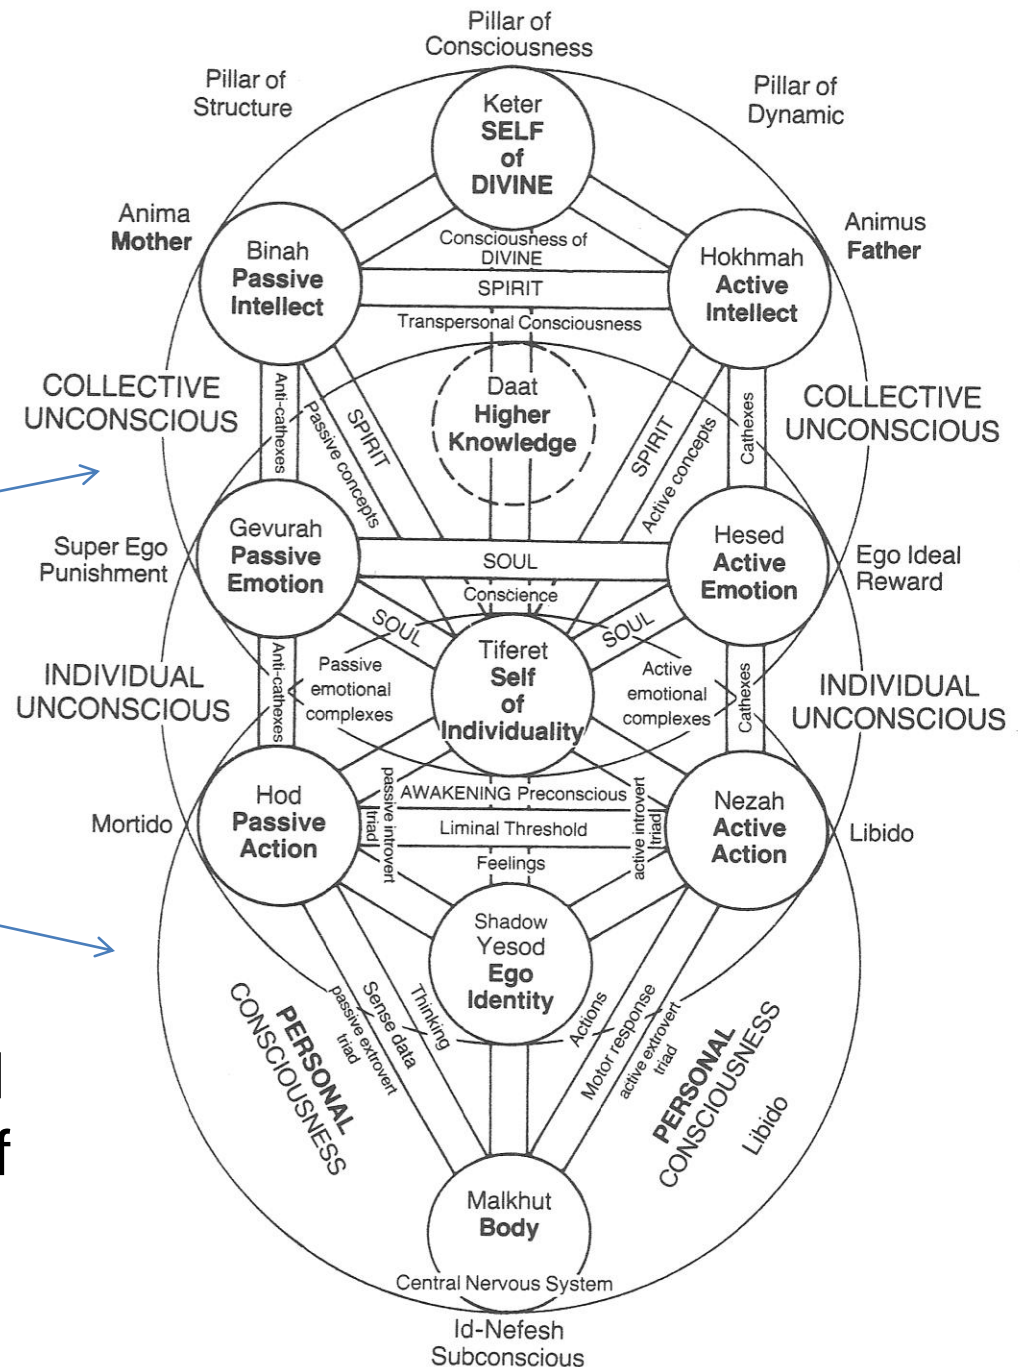 Pillar of
Consciousness
Pillar of
Structure
Pillar of
Dynamic
Keter
SELF
of
DIVINE
Anima
Mother
Animus
Father
Binah
Passive
Intellect
Hokhmah
Active
Intellect
Consciousness of
DIVINE
SPIRIT
Transpersonal Consciousness
COLLECTIVE
UNCONSCIOUS
COLLECTIVE
UNCONSCIOUS
Anti-cathexes
Passive concepts
SPIRIT
Daat
Higher
Knowledge
SPIRIT
Active concepts
Cathexes
Super Ego
Punishment
Gevurah
Passive
Emotion
SOUL
Conscience
Hesed
Active
Emotion
Ego Ideal
Reward
SOUL
SOUL
INDIVIDUAL
UNCONSCIOUS
INDIVIDUAL
UNCONSCIOUS
Anti-cathexes
Passive
emotional
complexes
Tiferet
Self
of
Individuality
Active
emotional
complexes
Cathexes
Mortido
Hod
Passive
Action
passive introvert
triad
AWAKENING Preconscious
Liminal Threshold
Feelings
active introvert
triad
Nezah
Active
Action
Libido
Shadow
Yesod
Ego
Identity
PERSONAL
CONSCIOUSNESS
passive extrovert
triad
Sense data
Thinking
Actions
Motor response
active extrovert
triad
PERSONAL
CONSCIOUSNESS
Libido
f
Malkhut
Body
Central Nervous System
Id-Nefesh
Subconscious